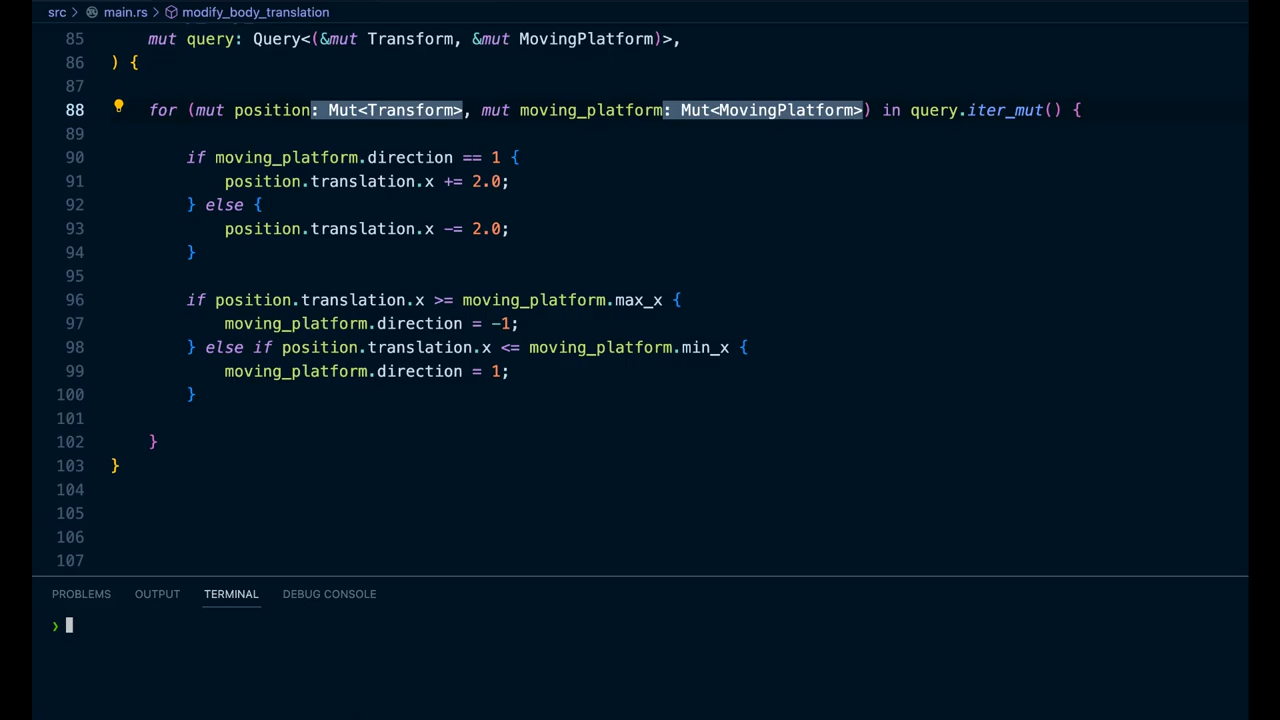 src > main.rs > modify_body_translation
85 mut query: Query<(&mut Transform, &mut MovingPlatform)>,
86 ) {
87
88 for (mut position: Mut<Transform>, mut moving_platform: Mut<MovingPlatform>) in query.iter_mut() {
89
90 if moving_platform.direction == 1 {
91 position.translation.x += 2.0;
92 } else {
93 position.translation.x -= 2.0;
94 }
95
96 if position.translation.x >= moving_platform.max_x {
97 moving_platform.direction = -1;
98 } else if position.translation.x <= moving_platform.min_x {
99 moving_platform.direction = 1;
100 }
101
102 }
103 }
104
105
106
107
PROBLEMS OUTPUT TERMINAL DEBUG CONSOLE
❯